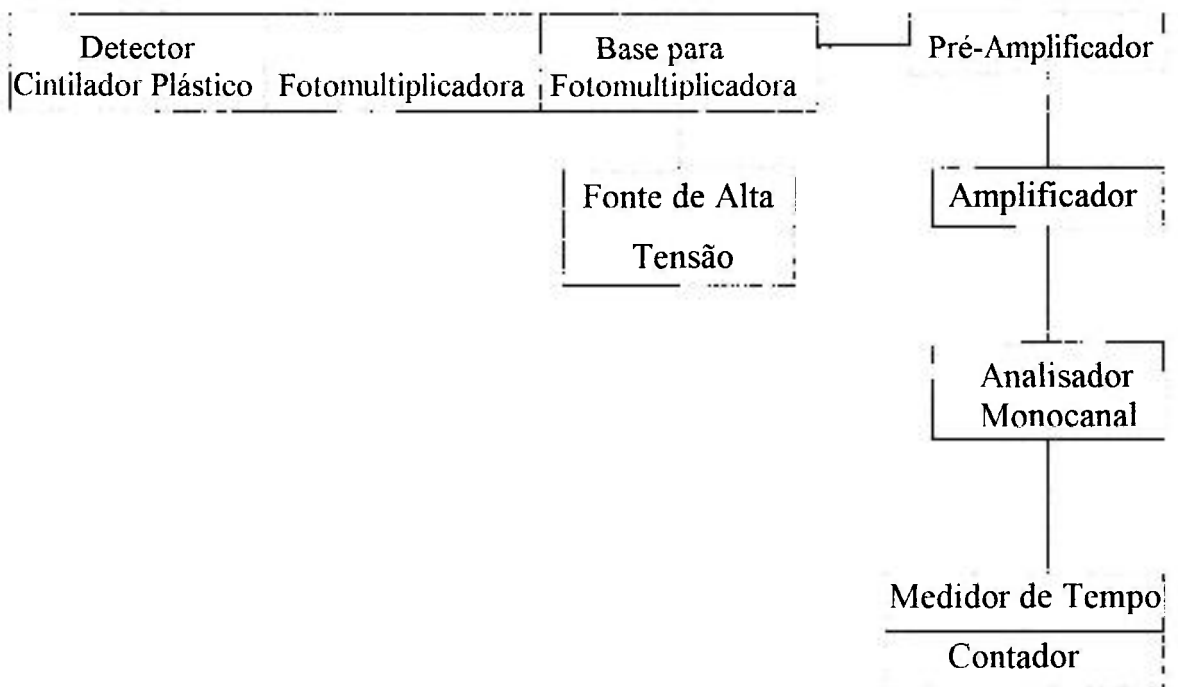 Detector
Cintilador Plástico
Fotomultiplicadora
Base para
Fotomultiplicadora
Pré-Amplificador
Fonte de Alta
Tensão
Amplificador
Analisador
Monocanal
Medidor de Tempo
Contador